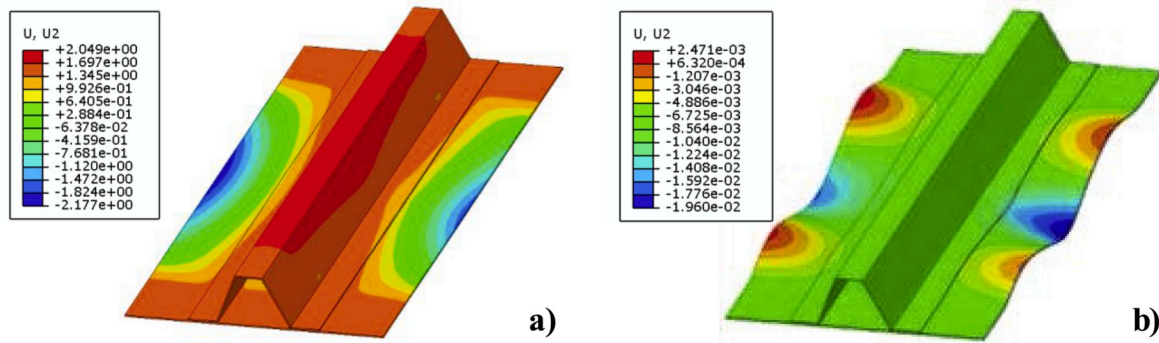 U, U2
+2.049e+00
+1.697e+00
+1.345e+00
+9.926e-01
+6.405e-01
+2.884e-01
-6.378e-02
-4.159e-01
-7.681e-01
-1.120e+00
-1.472e+00
-1.824e+00
-2.177e+00
a)
U, U2
+2.471e-03
+6.320e-04
-1.207e-03
-3.046e-03
-4.886e-03
-6.725e-03
-8.564e-03
-1.040e-02
-1.224e-02
-1.408e-02
-1.592e-02
-1.776e-02
-1.960e-02
b)